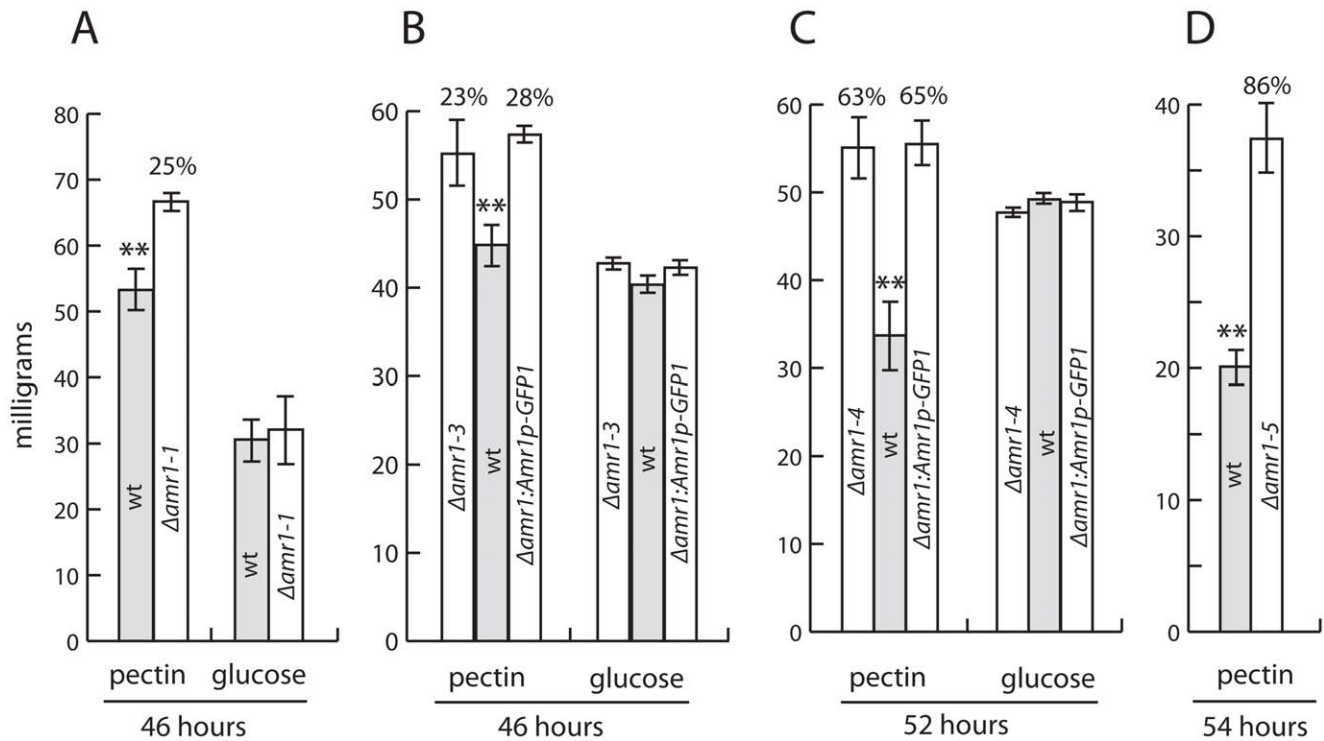 A
B
C
D
milligrams
80
70
60
50
40
30
20
10
0
25%
**
wt
Δamr1-1
wt
Δamr1-1
pectin glucose
46 hours
60
50
40
30
20
10
0
23% 28%
**
Δamr1-3
wt
Δamr1:Amr1p-GFP1
Δamr1-3
wt
Δamr1:Amr1p-GFP1
pectin glucose
46 hours
60
50
40
30
20
10
0
63% 65%
**
Δamr1-4
wt
Δamr1:Amr1p-GFP1
Δamr1-4
wt
Δamr1:Amr1p-GFP1
pectin glucose
52 hours
40
30
20
10
0
86%
**
wt
Δamr1-5
pectin
54 hours